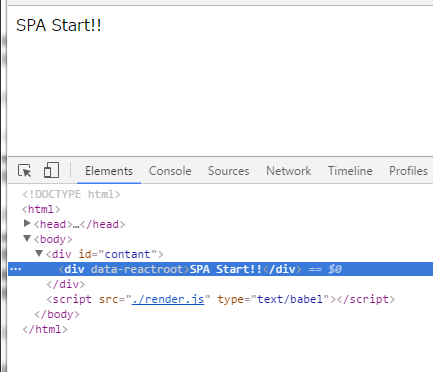 SPA Start!!
Elements Console Sources Network Timeline Profiles
<!DOCTYPE html>
<html>
<head>…</head>
<body>
<div id="contant">
<div data-reactroot>SPA Start!!</div> == $0
</div>
<script src="./render.js" type="text/babel"></script>
</body>
</html>